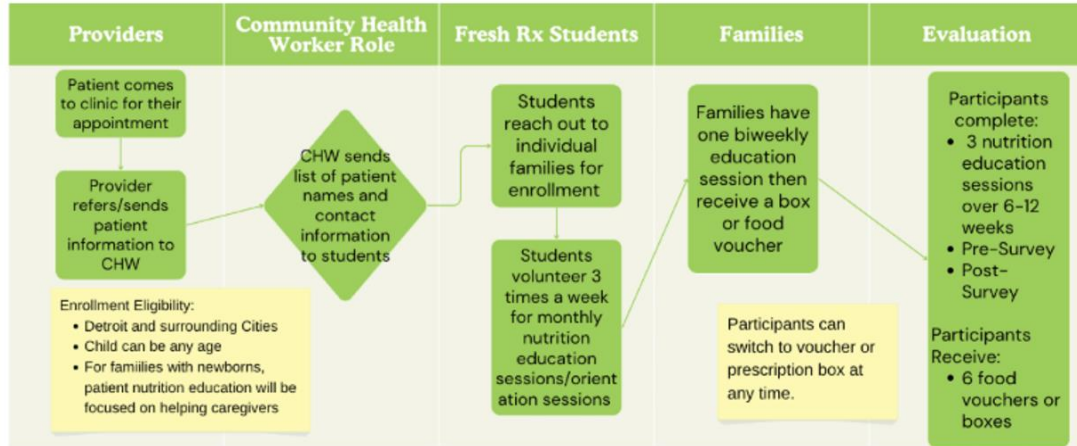 Providers
Community Health
Worker Role
Fresh Rx Students
Families
Evaluation
Patient comes
to clinic for their
appointment
Provider
refers/sends
patient
information to
CHW
Enrollment Eligibility:
• Detroit and surrounding Cities
• Child can be any age
• For famiilies with newborns,
patient nutrition education will be
focused on helping caregivers
CHW sends
list of patient
names and
contact
information
to students
Students
reach out to
individual
families for
enrollment
Students
volunteer 3
times a week
for monthly
nutrition
education
sessions/orient
ation sessions
Families have
one biweekly
education
session then
receive a box
or food
voucher
Participants can
switch to voucher or
prescription box at
any time.
Participants
complete:
• 3 nutrition
education
sessions
over 6-12
weeks
• Pre-Survey
• Post-
Survey
Participants
Receive:
• 6 food
vouchers or
boxes